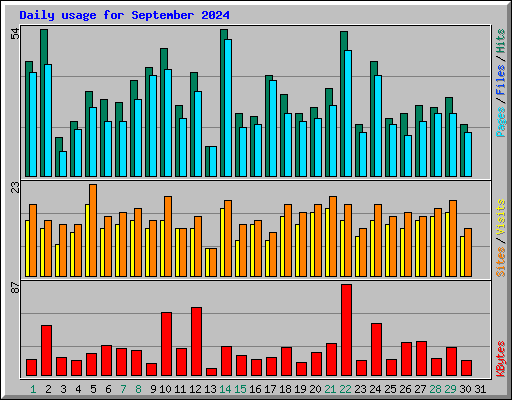 Daily usage for September 2024
54
Pages / Files / Hits
23
Sites / Visits
87
KBytes
1 2 3 4 5 6 7 8 9 10 11 12 13 14 15 16 17 18 19 20 21 22 23 24 25 26 27 28 29 30 31